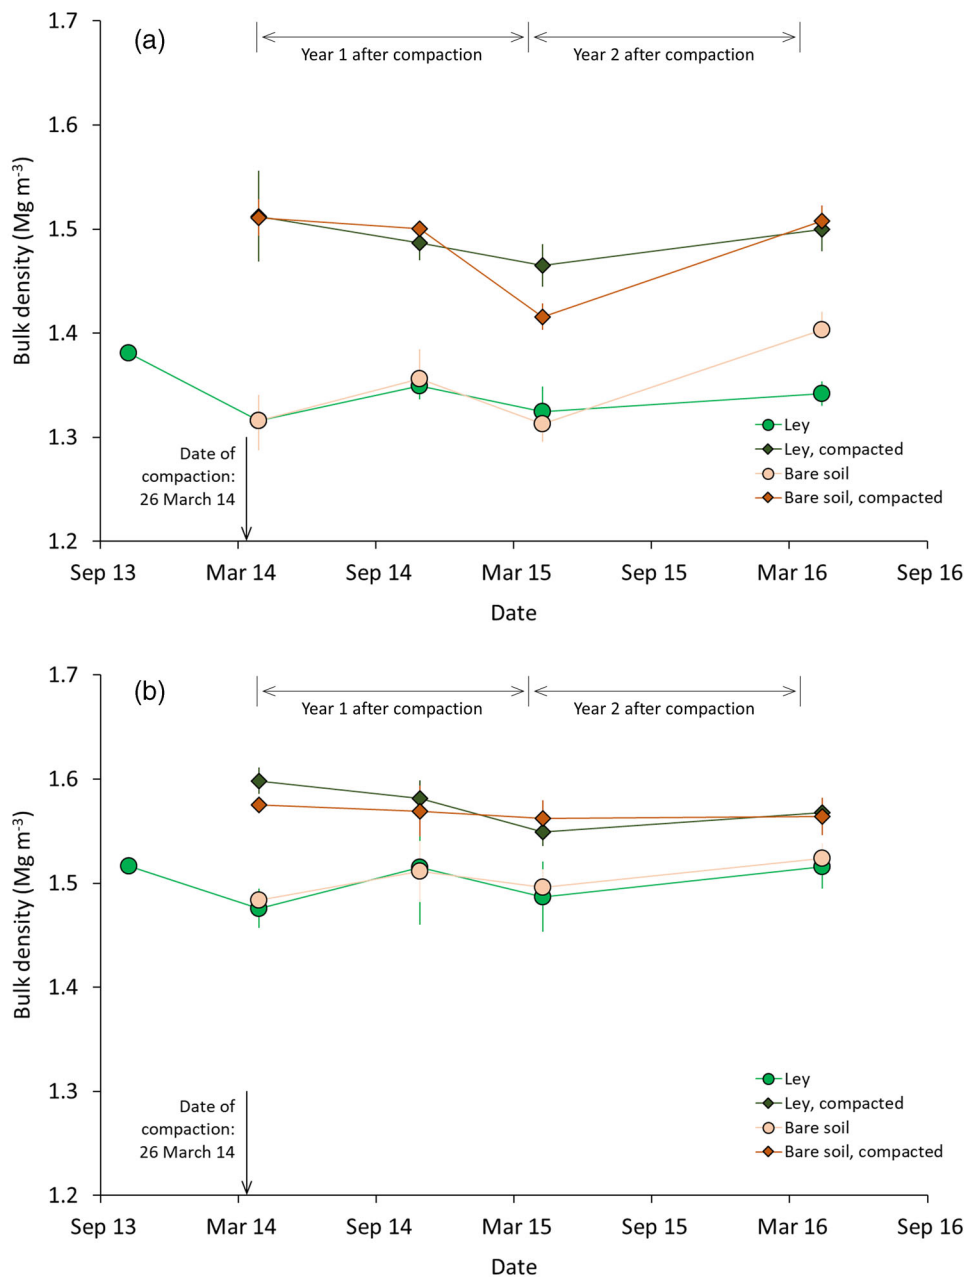 (a)
Year 1 after compaction
Year 2 after compaction
1.7
1.6
1.5
1.4
1.3
1.2
Bulk density (Mg m⁻³)
Date of
compaction:
26 March 14
Ley
Ley, compacted
Bare soil
Bare soil, compacted
Sep 13 Mar 14 Sep 14 Mar 15 Sep 15 Mar 16 Sep 16
Date
(b)
Year 1 after compaction
Year 2 after compaction
1.7
1.6
1.5
1.4
1.3
1.2
Bulk density (Mg m⁻³)
Date of
compaction:
26 March 14
Ley
Ley, compacted
Bare soil
Bare soil, compacted
Sep 13 Mar 14 Sep 14 Mar 15 Sep 15 Mar 16 Sep 16
Date